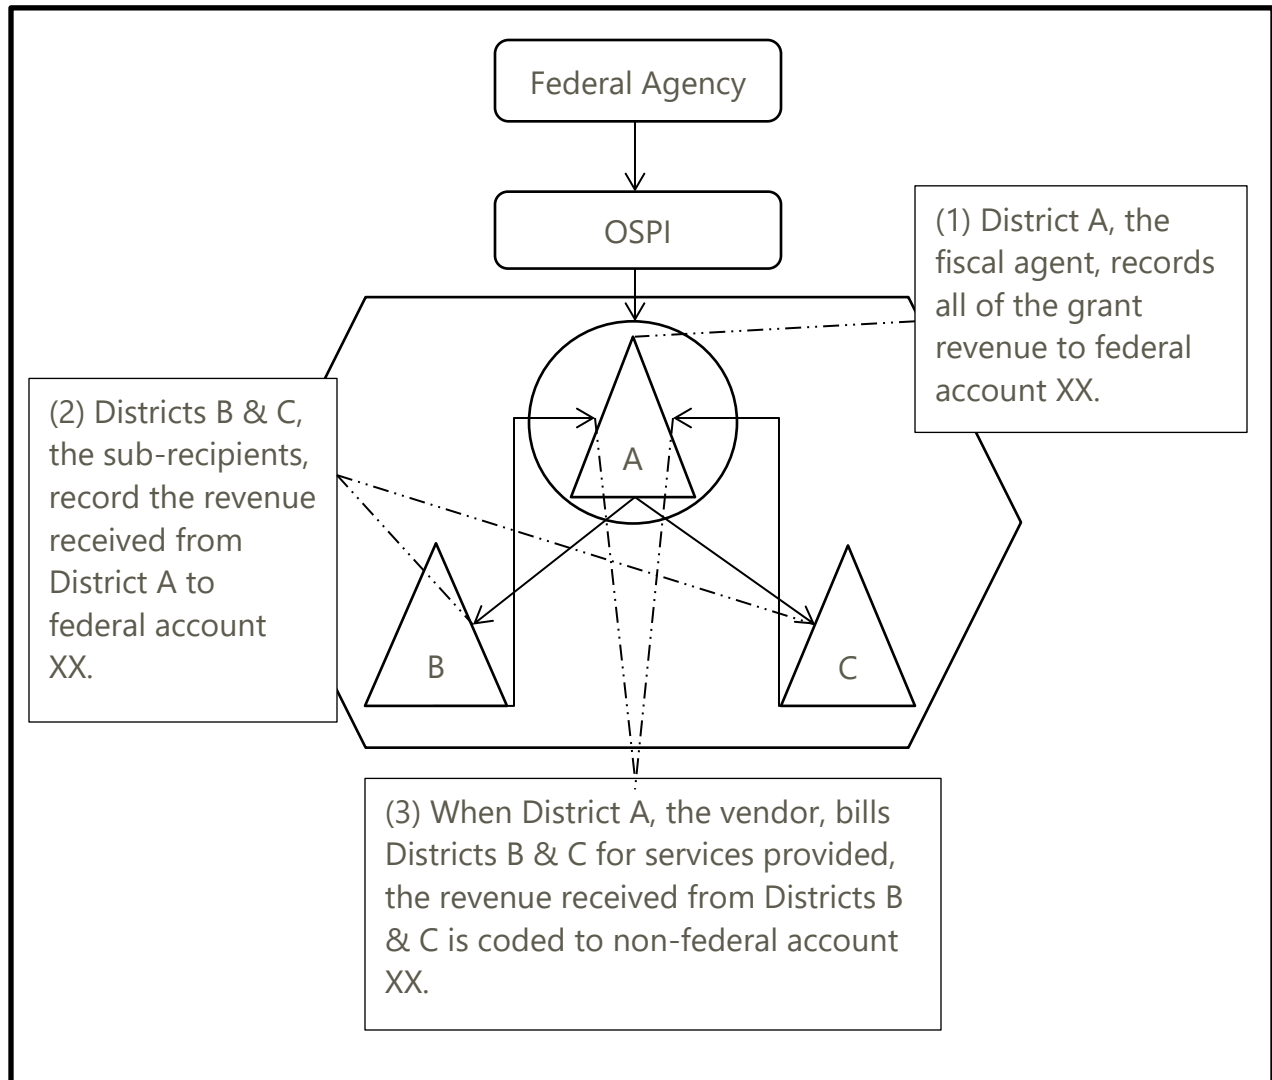 Federal Agency
OSPI
(1) District A, the
fiscal agent, records
all of the grant
revenue to federal
account XX.
(2) Districts B & C,
the sub-recipients,
record the revenue
received from
District A to
federal account
XX.
A
B
C
(3) When District A, the vendor, bills
Districts B & C for services provided,
the revenue received from Districts B
& C is coded to non-federal account
XX.